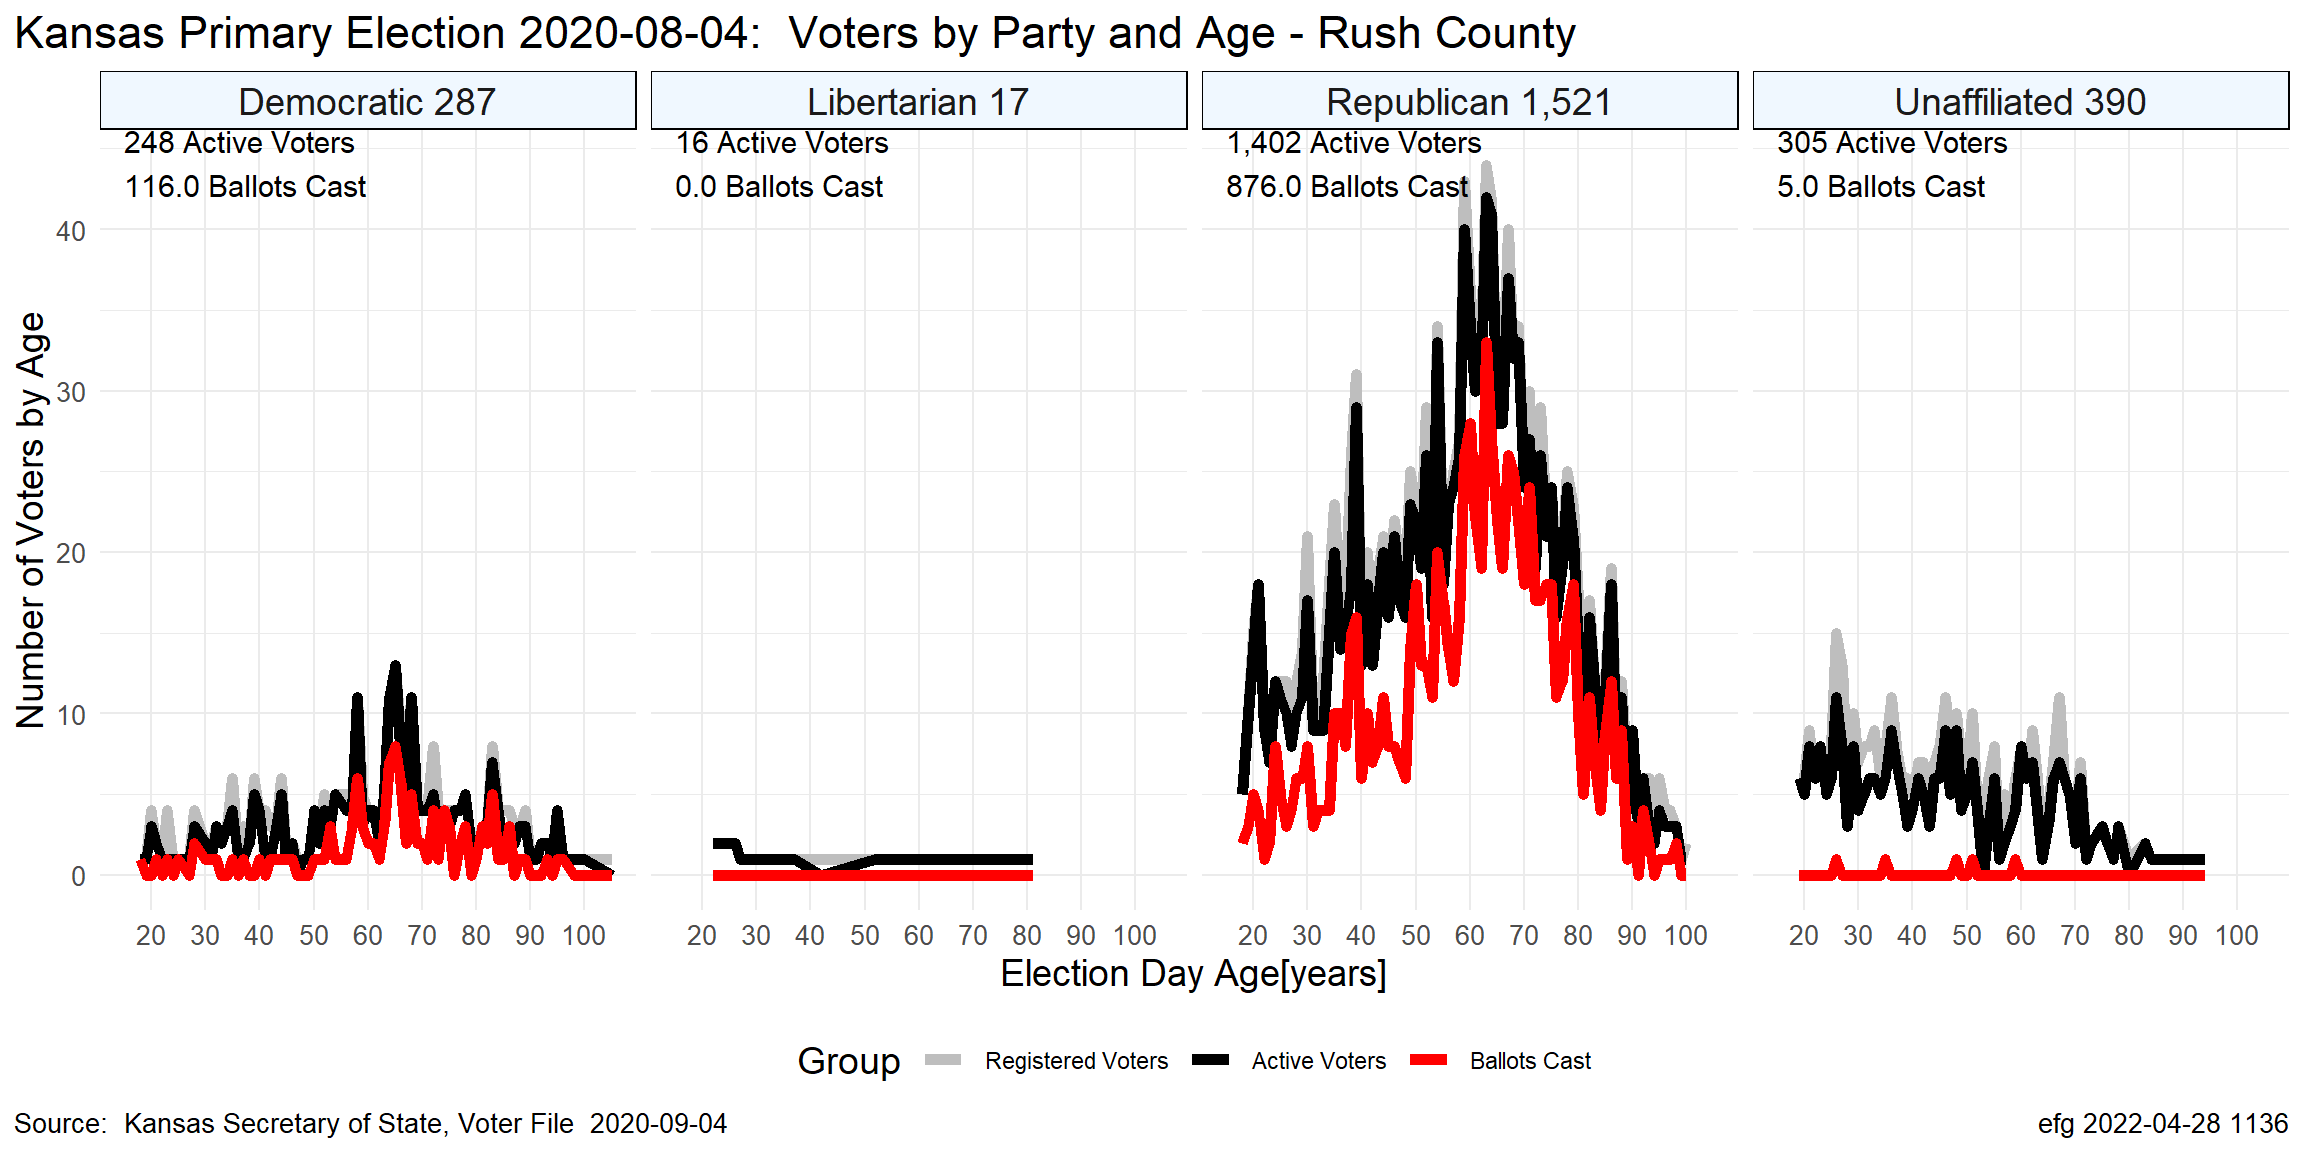 Kansas Primary Election 2020-08-04:  Voters by Party and Age - Rush County
Democratic 287
Libertarian 17
Republican 1,521
Unaffiliated 390
248 Active Voters
116.0 Ballots Cast
16 Active Voters
0.0 Ballots Cast
1,402 Active Voters
876.0 Ballots Cast
305 Active Voters
5.0 Ballots Cast
Number of Voters by Age
40
30
20
10
0
20 30 40 50 60 70 80 90 100
20 30 40 50 60 70 80 90 100
20 30 40 50 60 70 80 90 100
20 30 40 50 60 70 80 90 100
Election Day Age[years]
Group Registered Voters Active Voters Ballots Cast
Source:  Kansas Secretary of State, Voter File  2020-09-04
efg 2022-04-28 1136